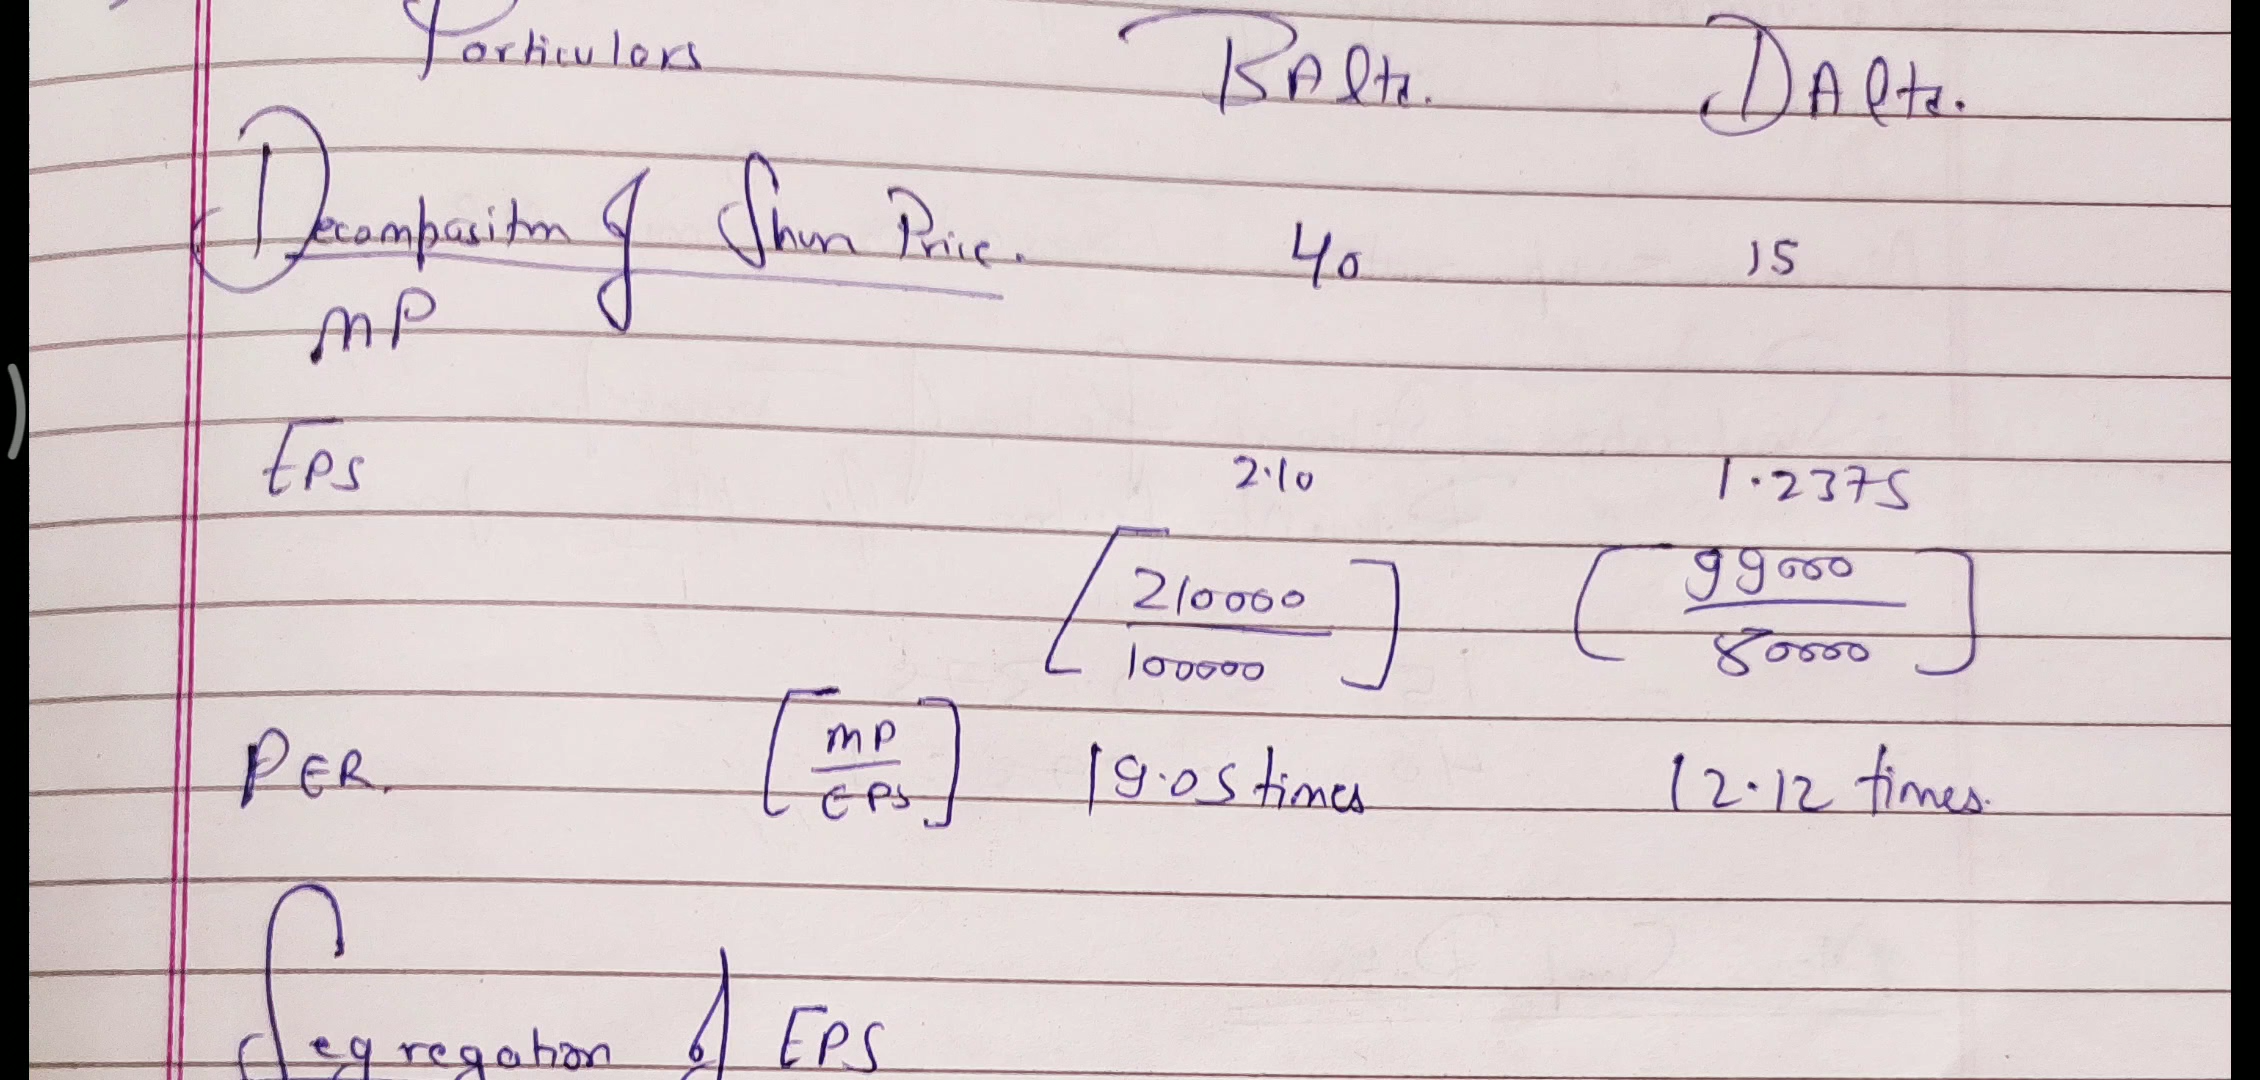 Particulars BA ltd. DA ltd.
Decomposition of Share Price. 40 15
MP
EPS 2.10 1.2375
[210000/100000] [99000/80000]
PER. [MP/EPS] 19.05 times 12.12 times.
Segregation of EPS